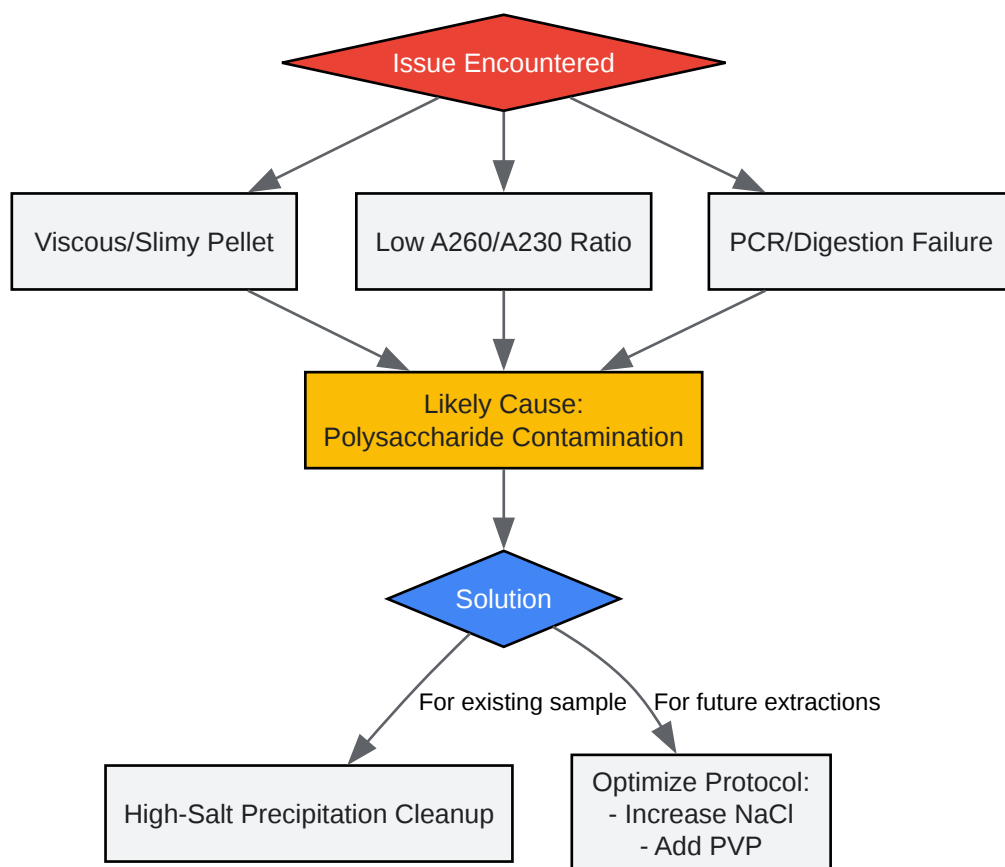 Issue Encountered
Viscous/Slimy Pellet
Low A260/A230 Ratio
PCR/Digestion Failure
Likely Cause:
Polysaccharide Contamination
Solution
For existing sample
For future extractions
High-Salt Precipitation Cleanup
Optimize Protocol:
- Increase NaCl
- Add PVP